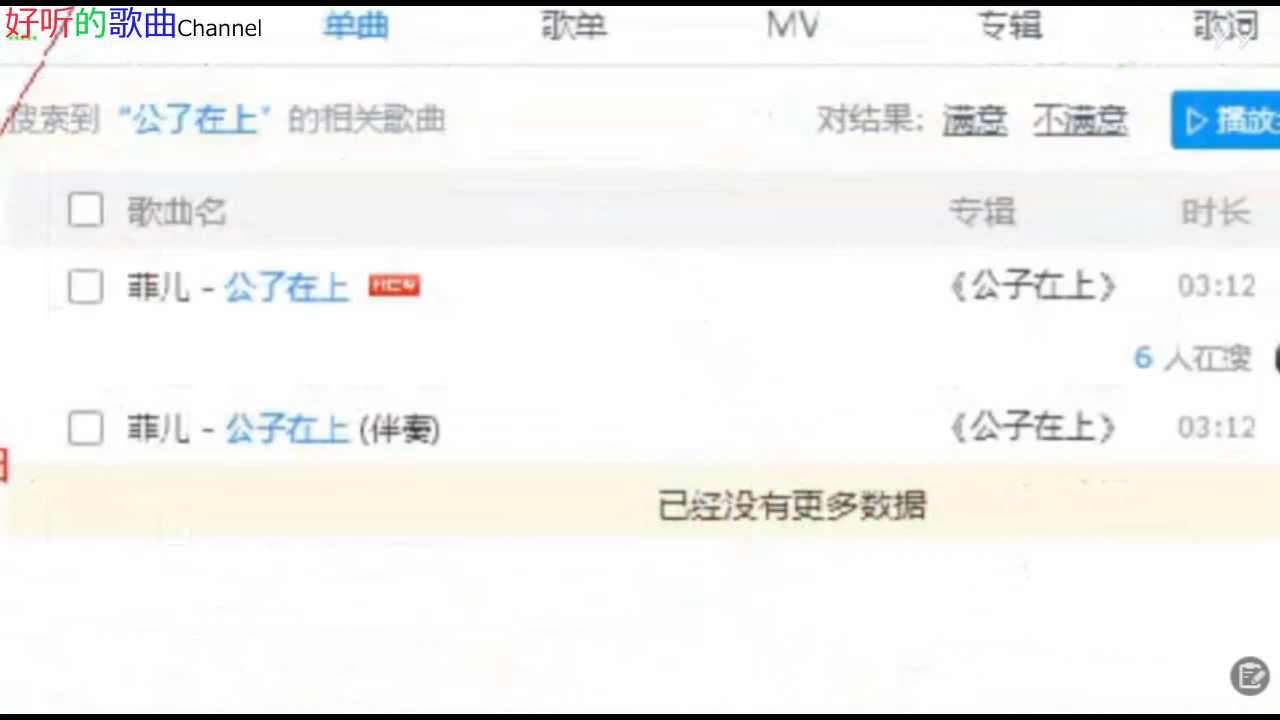 好听的歌曲Channel
单曲 歌单 MV 专辑 歌词
搜索到 “公子在上” 的相关歌曲 对结果: 满意 不满意 播放
歌曲名 专辑 时长
菲儿 - 公子在上 NEW 《公子在上》 03:12
6 人在搜
菲儿 - 公子在上 (伴奏) 《公子在上》 03:12
已经没有更多数据